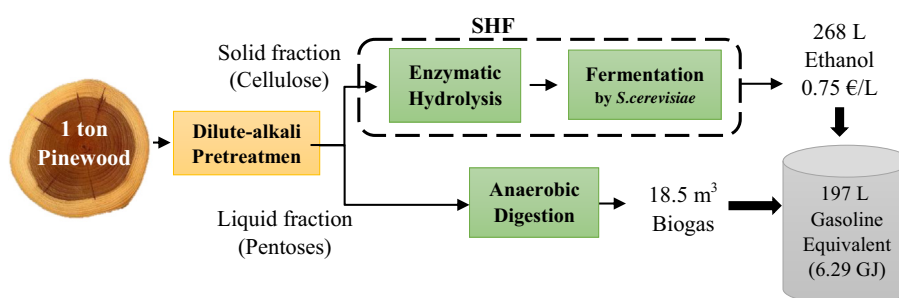 SHF
Solid fraction
(Cellulose)
Enzymatic
Hydrolysis
Fermentation
by S.cerevisiae
268 L
Ethanol
0.75 €/L
1 ton
Pinewood
Dilute-alkali
Pretreatmen
Liquid fraction
(Pentoses)
Anaerobic
Digestion
18.5 m³
Biogas
197 L
Gasoline
Equivalent
(6.29 GJ)